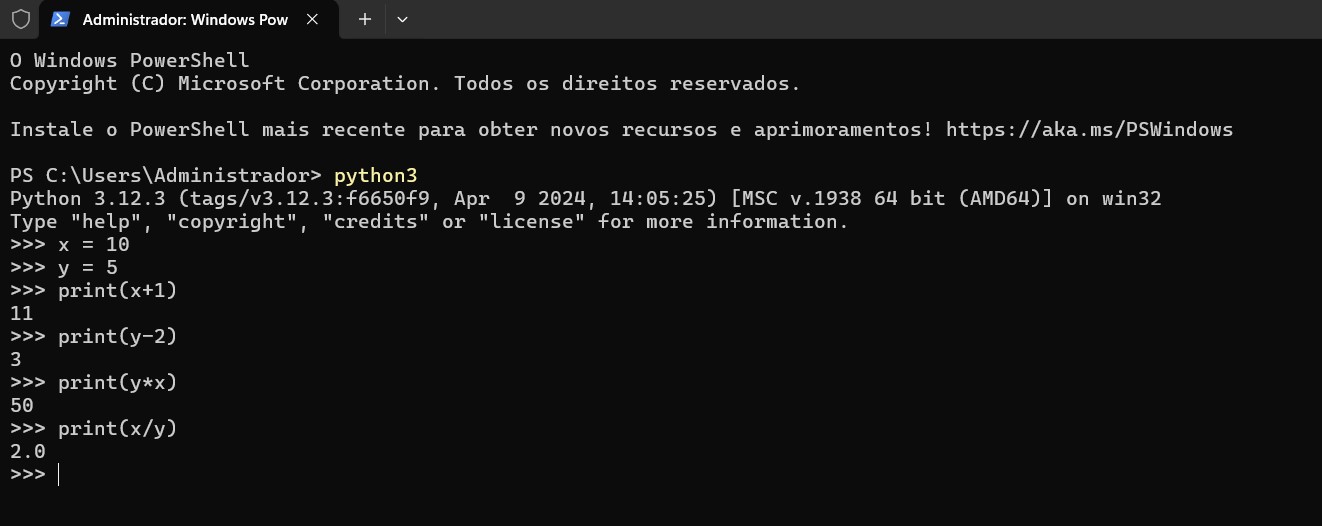 Administrador: Windows Pow
O Windows PowerShell
Copyright (C) Microsoft Corporation. Todos os direitos reservados.
Instale o PowerShell mais recente para obter novos recursos e aprimoramentos! https://aka.ms/PSWindows
PS C:\Users\Administrador> python3
Python 3.12.3 (tags/v3.12.3:f6650f9, Apr  9 2024, 14:05:25) [MSC v.1938 64 bit (AMD64)] on win32
Type "help", "copyright", "credits" or "license" for more information.
>>> x = 10
>>> y = 5
>>> print(x+1)
11
>>> print(y-2)
3
>>> print(y*x)
50
>>> print(x/y)
2.0
>>>